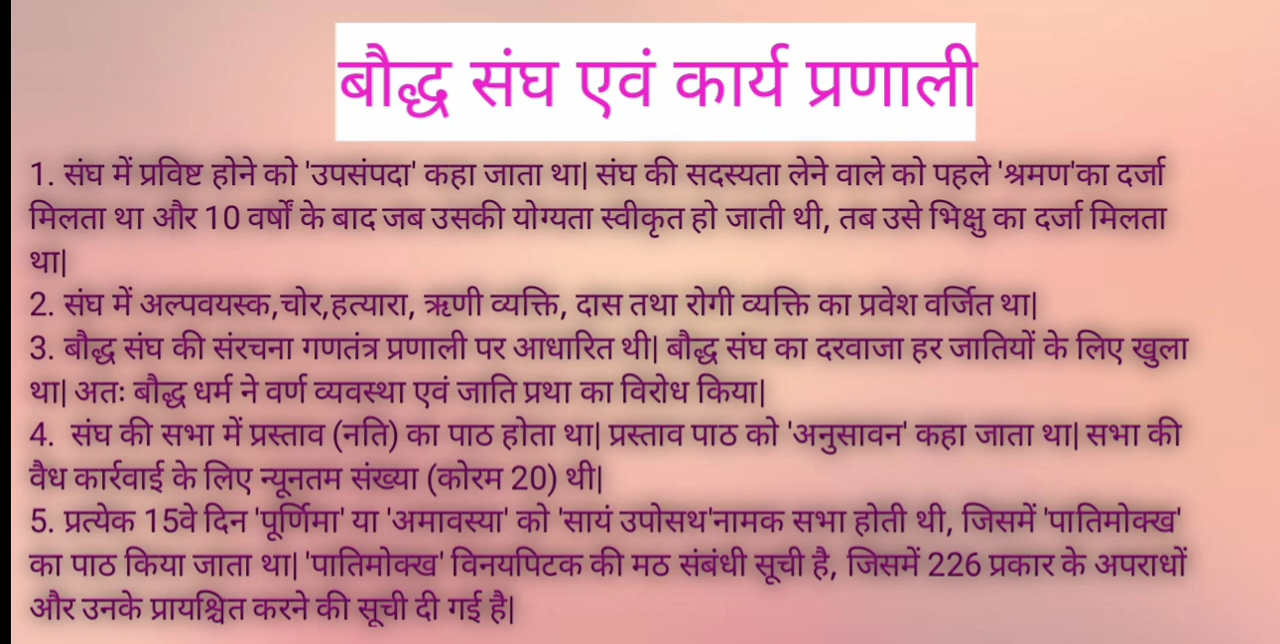 बौद्ध संघ एवं कार्य प्रणाली
1. संघ में प्रविष्ट होने को 'उपसंपदा' कहा जाता था| संघ की सदस्यता लेने वाले को पहले 'श्रमण'का दर्जा
मिलता था और 10 वर्षों के बाद जब उसकी योग्यता स्वीकृत हो जाती थी, तब उसे भिक्षु का दर्जा मिलता
था|
2. संघ में अल्पवयस्क,चोर,हत्यारा, ऋणी व्यक्ति, दास तथा रोगी व्यक्ति का प्रवेश वर्जित था|
3. बौद्ध संघ की संरचना गणतंत्र प्रणाली पर आधारित थी| बौद्ध संघ का दरवाजा हर जातियों के लिए खुला
था| अतः बौद्ध धर्म ने वर्ण व्यवस्था एवं जाति प्रथा का विरोध किया|
4. संघ की सभा में प्रस्ताव (नति) का पाठ होता था| प्रस्ताव पाठ को 'अनुसावन' कहा जाता था| सभा की
वैध कार्रवाई के लिए न्यूनतम संख्या (कोरम 20) थी|
5. प्रत्येक 15वे दिन 'पूर्णिमा' या 'अमावस्या' को 'सायं उपोसथ'नामक सभा होती थी, जिसमें 'पातिमोक्ख'
का पाठ किया जाता था| 'पातिमोक्ख' विनयपिटक की मठ संबंधी सूची है, जिसमें 226 प्रकार के अपराधों
और उनके प्रायश्चित करने की सूची दी गई है|